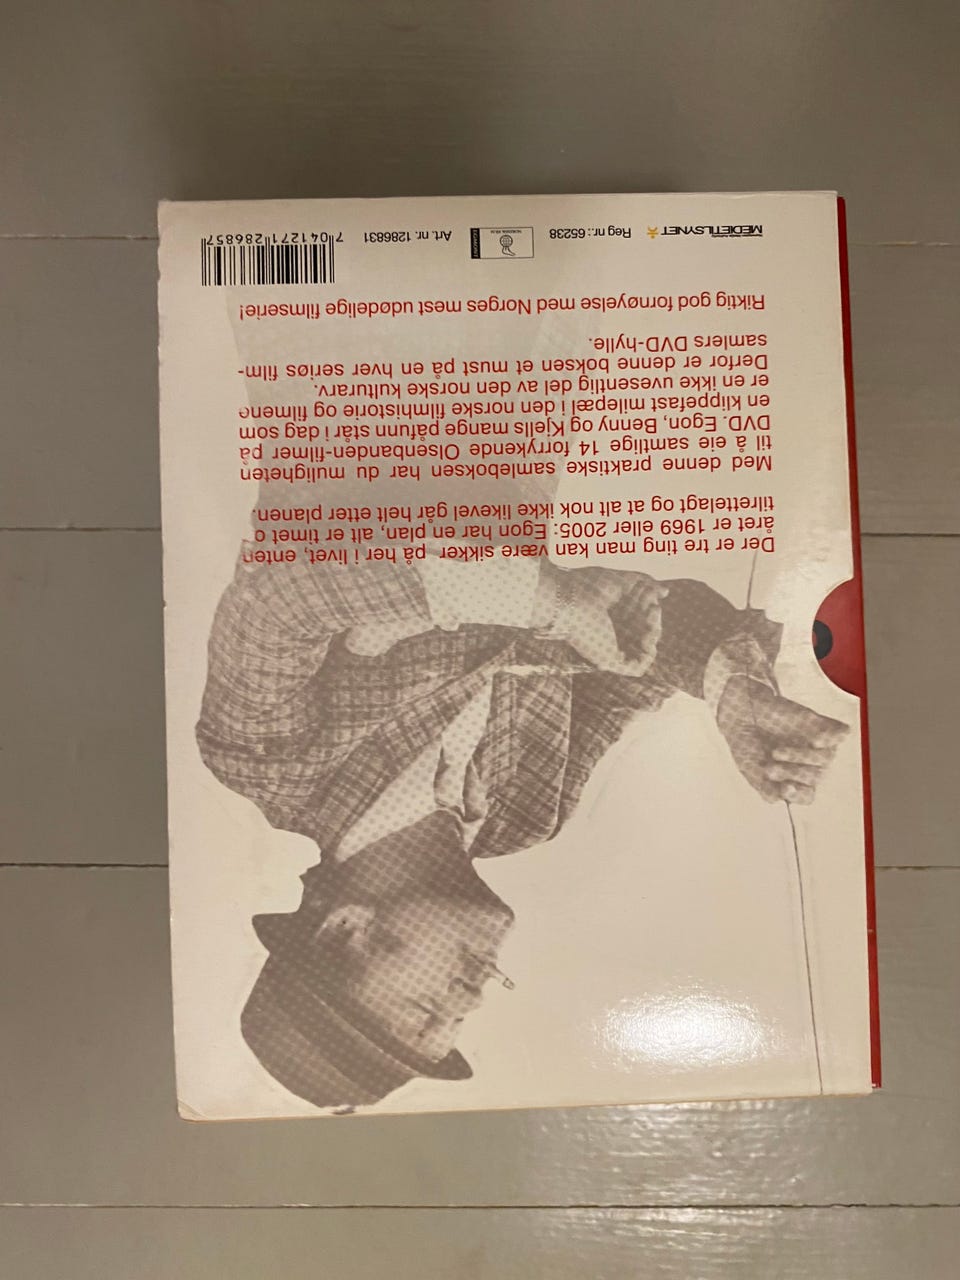 Der er tre ting man kan være sikker på her i livet, enten
året er 1969 eller 2005: Egon har en plan, alt er timet o
tilrettelagt og at alt nok ikke likevel går helt etter planen.
Med denne praktiske samleboksen har du muligheten
til å eie samtlige 14 forrykende Olsenbanden-filmer på
DVD. Egon, Benny og Kjells mange påfunn står i dag som
en klippefast milepæl i den norske filmhistorie og filmene
er en ikke uvesentlig del av den norske kulturarv.
Derfor er denne boksen et must på en hver seriøs film-
samlers DVD-hylle.
Riktig god fornøyelse med Norges mest udødelige filmserie!
MEDIETILSYNET Reg nr.: 65238 NORDISK FILM EGMONT Art. nr. 1286831
7 041271 286857